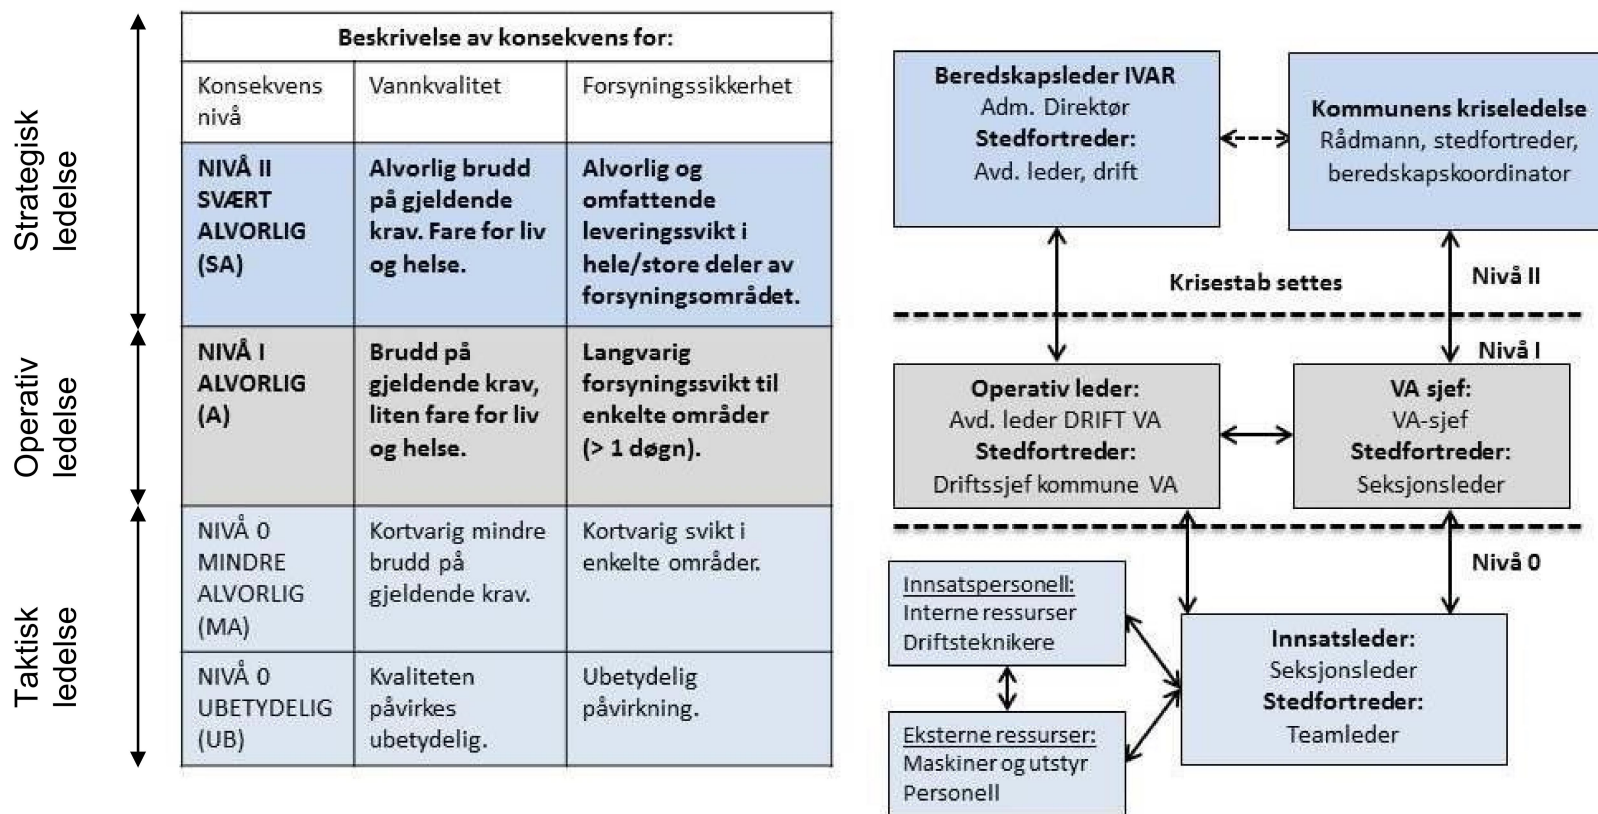 Strategisk
ledelse
Operativ
ledelse
Taktisk
ledelse
Beskrivelse av konsekvens for:
Konsekvens
nivå
Vannkvalitet
Forsyningssikkerhet
NIVÅ II
SVÆRT
ALVORLIG
(SA)
Alvorlig brudd
på gjeldende
krav. Fare for liv
og helse.
Alvorlig og
omfattende
leveringssvikt i
hele/store deler av
forsyningsområdet.
NIVÅ I
ALVORLIG
(A)
Brudd på
gjeldende krav,
liten fare for liv
og helse.
Langvarig
forsyningssvikt til
enkelte områder
(> 1 døgn).
NIVÅ 0
MINDRE
ALVORLIG
(MA)
Kortvarig mindre
brudd på
gjeldende krav.
Kortvarig svikt i
enkelte områder.
NIVÅ 0
UBETYDELIG
(UB)
Kvaliteten
påvirkes
ubetydelig.
Ubetydelig
påvirkning.
Beredskapsleder IVAR
Adm. Direktør
Stedfortreder:
Avd. leder, drift
Kommunens kriseledelse
Rådmann, stedfortreder,
beredskapskoordinator
Krisestab settes
Nivå II
Nivå I
Operativ leder:
Avd. leder DRIFT VA
Stedfortreder:
Driftssjef kommune VA
VA sjef:
VA-sjef
Stedfortreder:
Seksjonsleder
Nivå 0
Innsatspersonell:
Interne ressurser
Driftsteknikere
Eksterne ressurser:
Maskiner og utstyr
Personell
Innsatsleder:
Seksjonsleder
Stedfortreder:
Teamleder